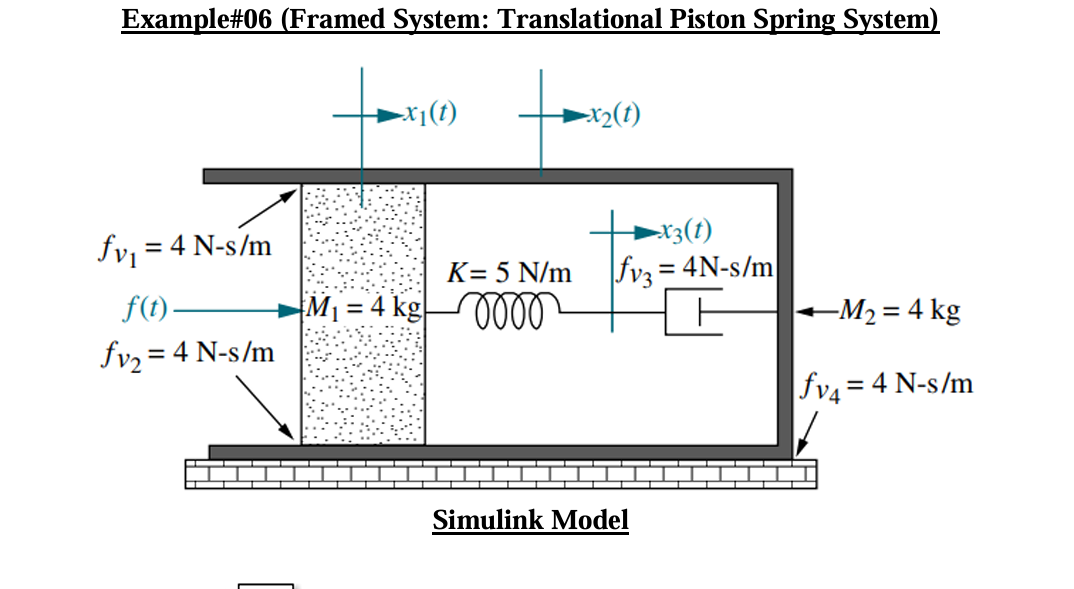 Example#06 (Framed System: Translational Piston Spring System)
x₁(t)
x₂(t)
x₃(t)
fᵥ₁ = 4 N-s/m
K= 5 N/m
fᵥ₃ = 4N-s/m
f(t)
M₁ = 4 kg
M₂ = 4 kg
fᵥ₂ = 4 N-s/m
fᵥ₄ = 4 N-s/m
Simulink Model